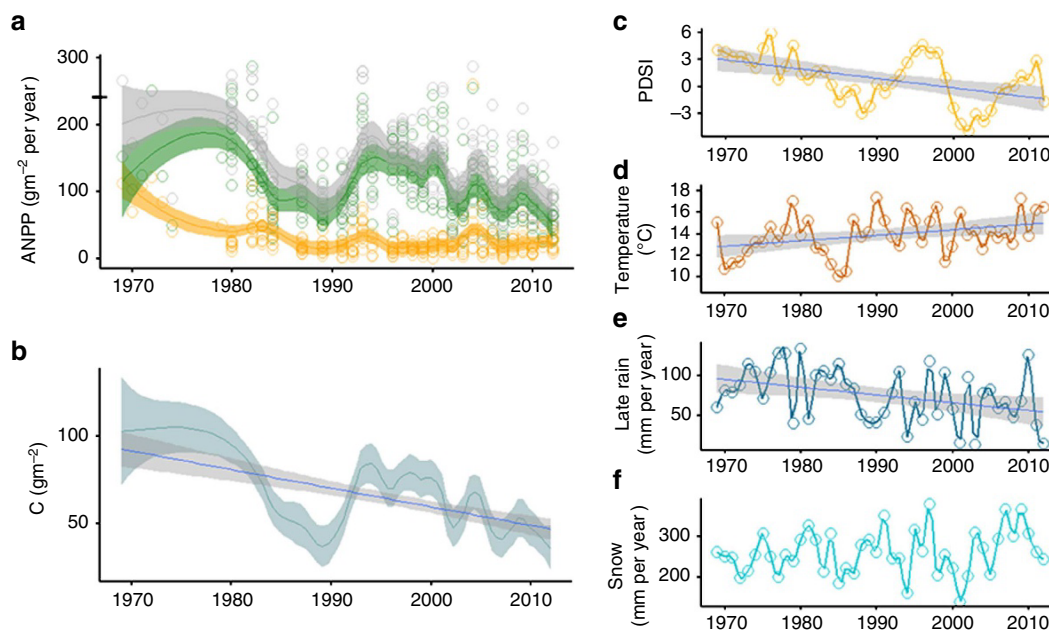 a
ANPP (gm⁻² per year)
300
200
100
0
1970 1980 1990 2000 2010
b
C (gm⁻²)
100
50
1970 1980 1990 2000 2010
c
PDSI
6
3
0
−3
1970 1980 1990 2000 2010
d
Temperature
(°C)
18
16
14
12
10
1970 1980 1990 2000 2010
e
Late rain
(mm per year)
100
50
1970 1980 1990 2000 2010
f
Snow
(mm per year)
300
200
1970 1980 1990 2000 2010